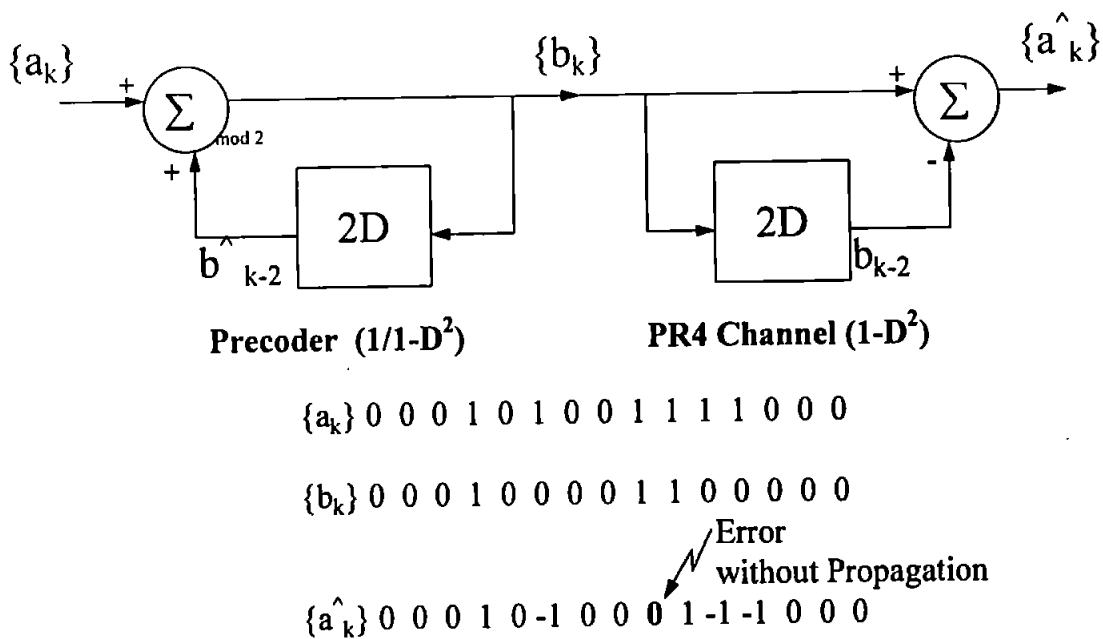 {a_k} + Σ mod 2 {b_k} + Σ {a^_k}
+ 2D - 2D
b^_{k-2} b_{k-2}
Precoder (1/1-D²) PR4 Channel (1-D²)
{a_k} 0 0 0 1 0 1 0 0 1 1 1 1 0 0 0
{b_k} 0 0 0 1 0 0 0 0 1 1 0 0 0 0 0
Error
without Propagation
{a^_k} 0 0 0 1 0 -1 0 0 0 1 -1 -1 0 0 0